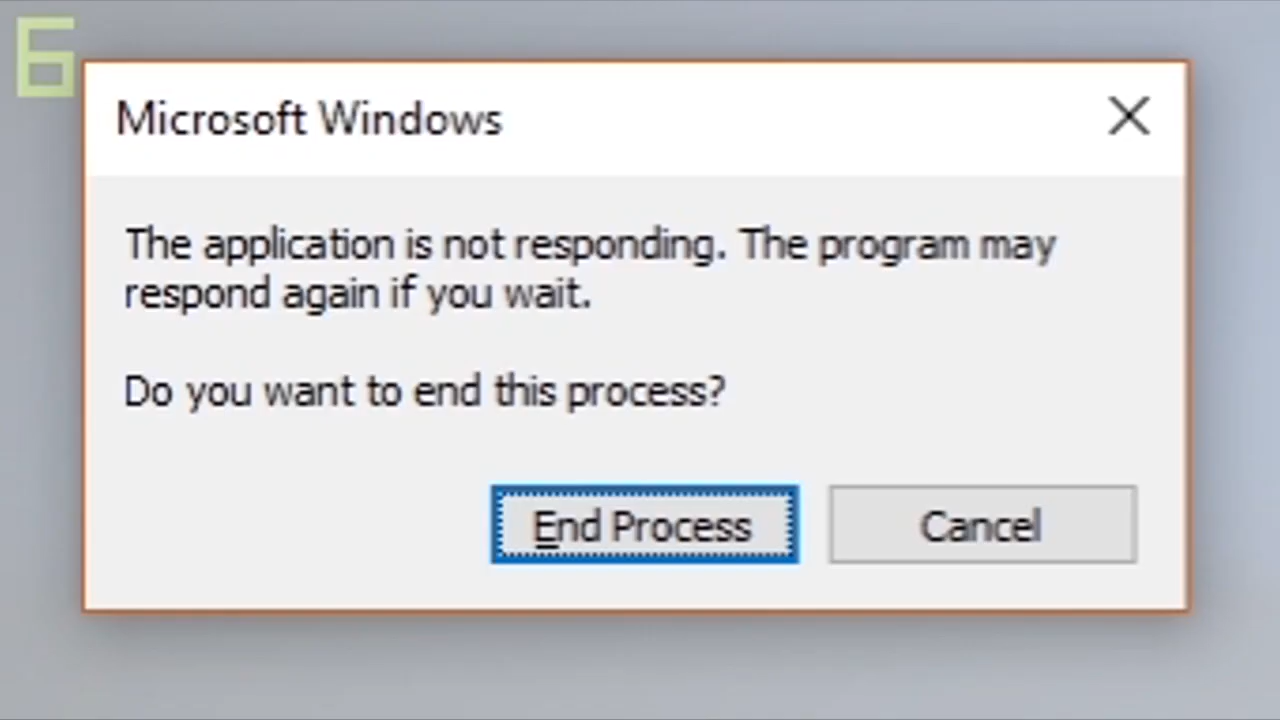 6
Microsoft Windows
The application is not responding. The program may
respond again if you wait.
Do you want to end this process?
End Process Cancel